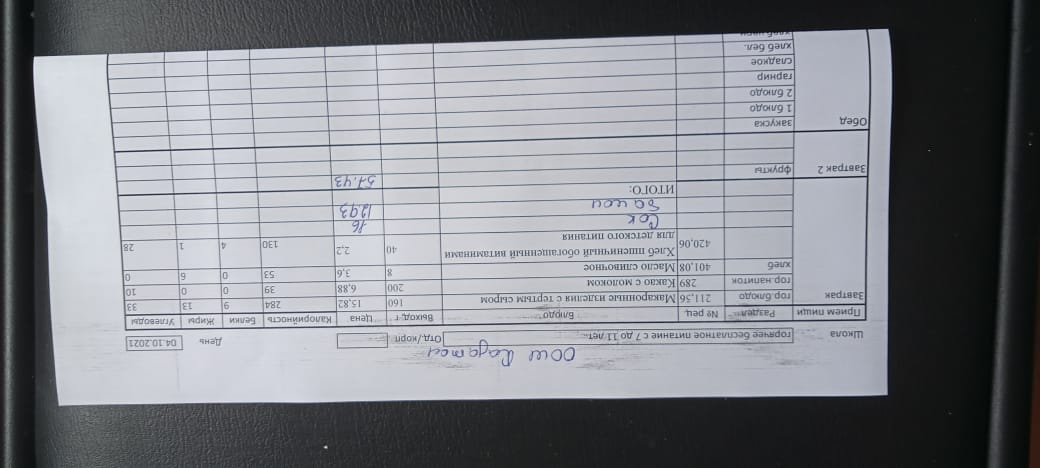 ООШ
Школа горячее бесплатное питание с 7 до 11 лет Отд./корп День 04.10.2021
Прием пищи Раздел № рец. Блюдо Выход, г Цена Калорийность Белки Жиры Углеводы
Завтрак гор.блюдо 211,56 Макаронные изделия с тертым сыром 160 15,82 284 9 13 33
гор.напиток 289 Какао с молоком 200 6,88 39 0 0 10
хлеб 401,08 Масло сливочное 8 3,6 53 0 6 0
420,06 Хлеб пшеничный обогащенный витаминами для детского питания 40 2,2 130 4 1 28
Сок 16
12.93
ИТОГО: 57.43
Завтрак 2 фрукты
Обед закуска
1 блюдо
2 блюдо
гарнир
сладкое
хлеб бел.